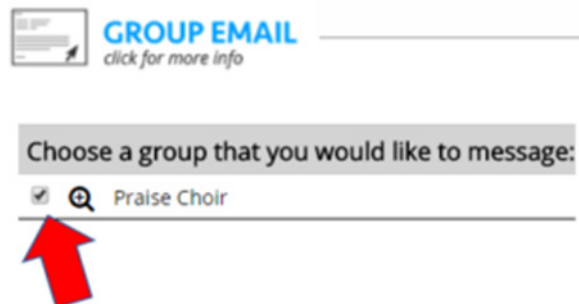 GROUP EMAIL
click for more info
Choose a group that you would like to message:
Praise Choir